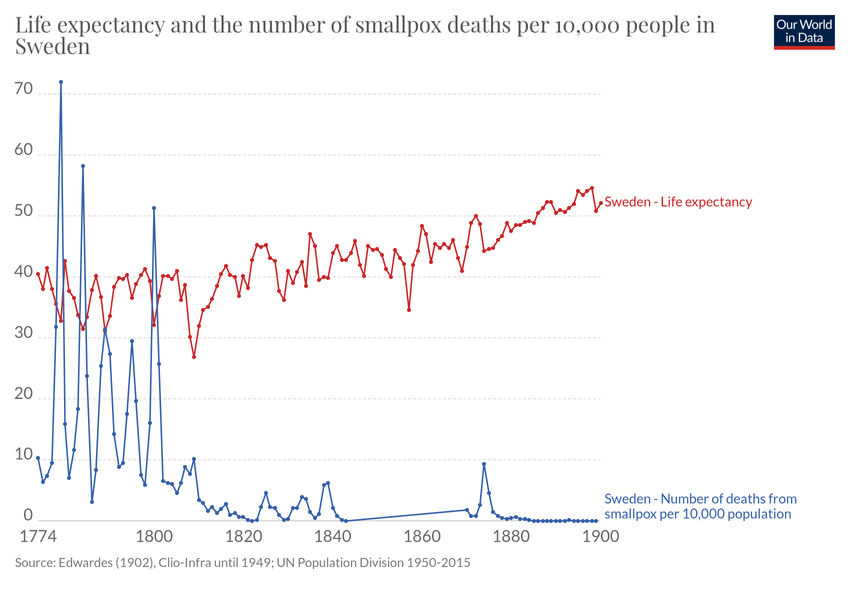 Life expectancy and the number of smallpox deaths per 10,000 people in
Sweden
Our World
in Data
70
60
50
40
30
20
10
0
Sweden - Life expectancy
Sweden - Number of deaths from
smallpox per 10,000 population
1774
1800
1820
1840
1860
1880
1900
Source: Edwardes (1902), Clio-Infra until 1949; UN Population Division 1950-2015